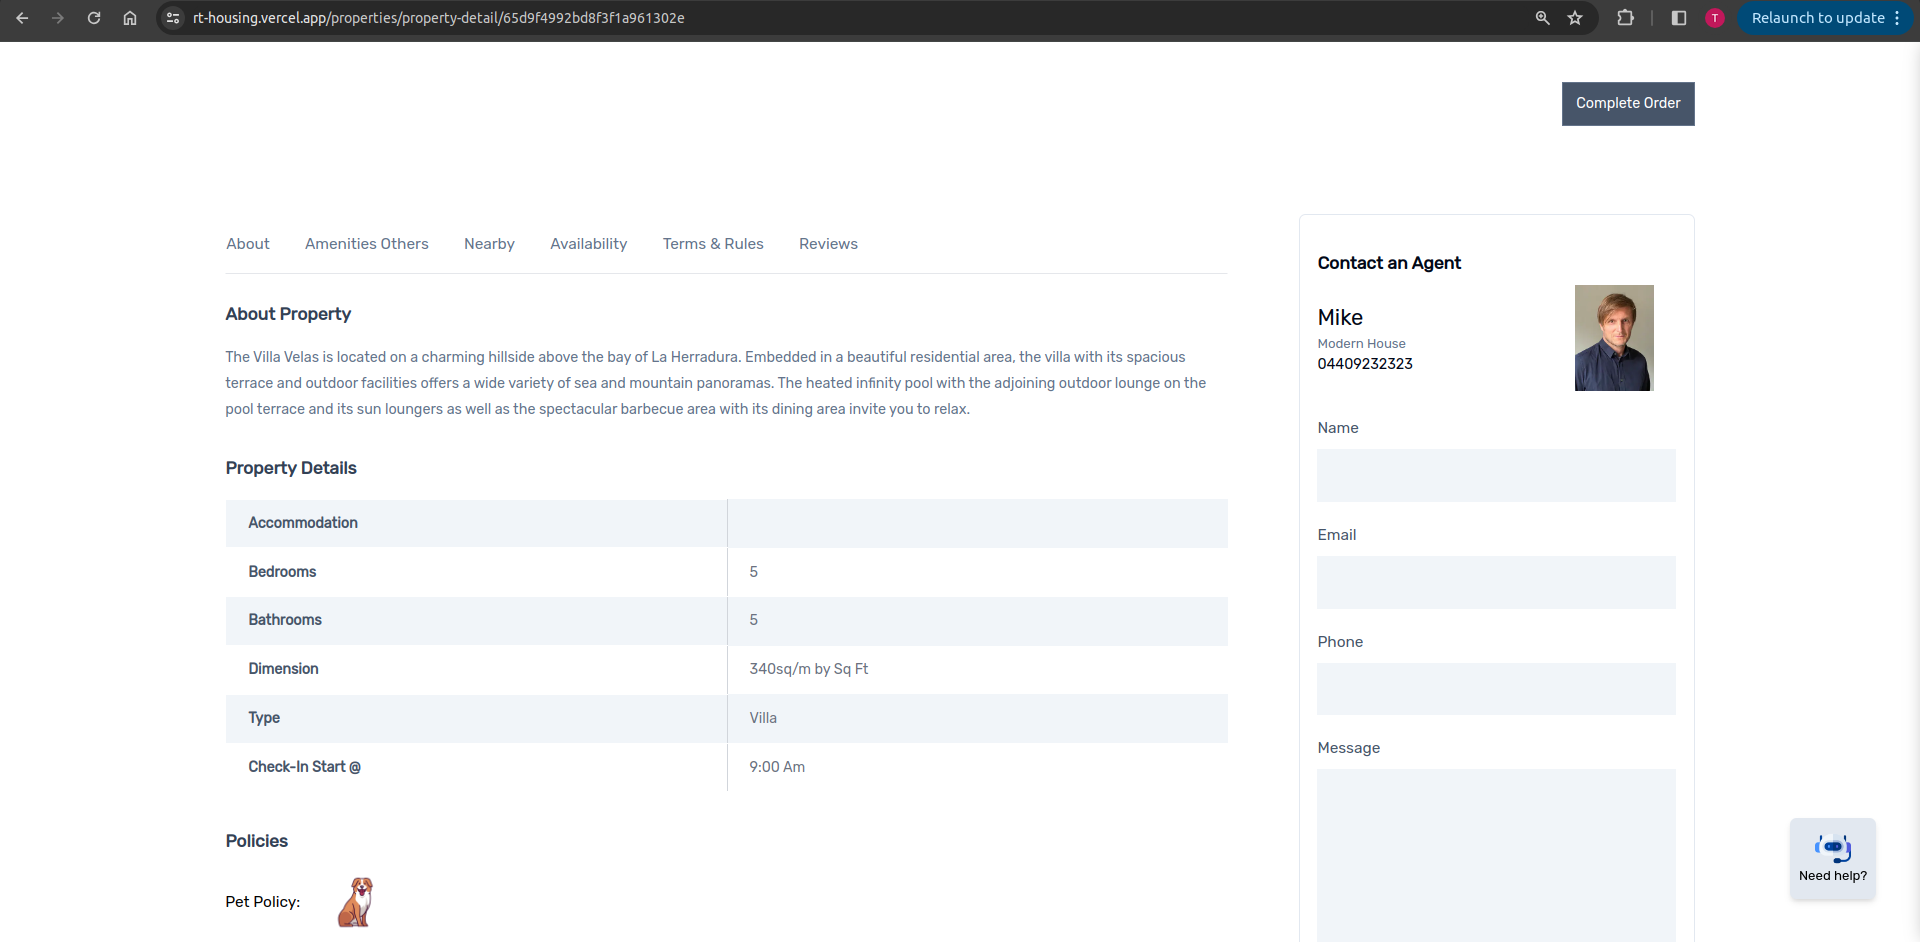 rt-housing.vercel.app/properties/property-detail/65d9f4992bd8f3f1a961302e
T
Relaunch to update
Complete Order
About
Amenities Others
Nearby
Availability
Terms & Rules
Reviews
About Property
The Villa Velas is located on a charming hillside above the bay of La Herradura. Embedded in a beautiful residential area, the villa with its spacious
terrace and outdoor facilities offers a wide variety of sea and mountain panoramas. The heated infinity pool with the adjoining outdoor lounge on the
pool terrace and its sun loungers as well as the spectacular barbecue area with its dining area invite you to relax.
Property Details
Accommodation
Bedrooms 5
Bathrooms 5
Dimension 340sq/m by Sq Ft
Type Villa
Check-In Start @ 9:00 Am
Policies
Pet Policy:
Contact an Agent
Mike
Modern House
04409232323
Name
Email
Phone
Message
Need help?